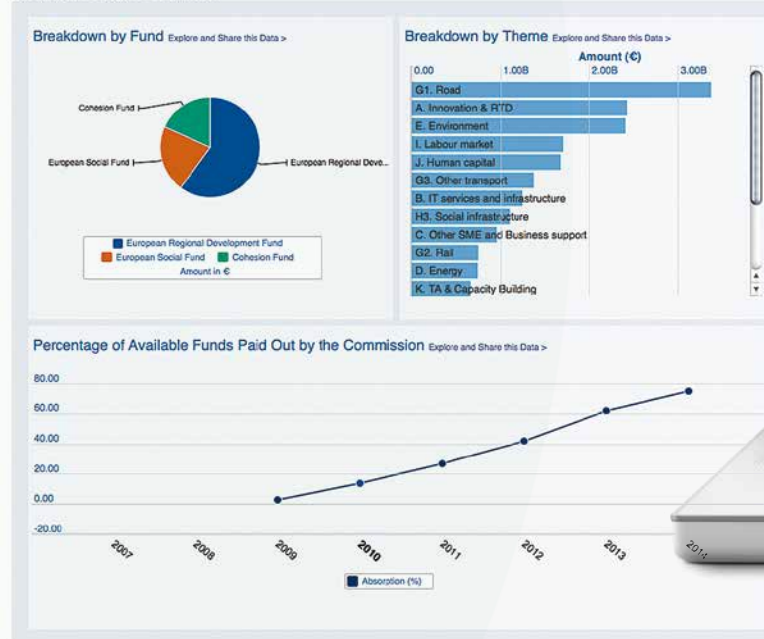 Breakdown by Fund Explore and Share this Data >
Cohesion Fund
European Social Fund
European Regional Deve...
European Regional Development Fund
European Social Fund Cohesion Fund
Amount in €
Breakdown by Theme Explore and Share this Data >
Amount (€)
0.00 1.00B 2.00B 3.00B
G1. Road
A. Innovation & RTD
E. Environment
I. Labour market
J. Human capital
G3. Other transport
B. IT services and infrastructure
H3. Social infrastructure
C. Other SME and Business support
G2. Rail
D. Energy
K. TA & Capacity Building
Percentage of Available Funds Paid Out by the Commission Explore and Share this Data >
80.00
60.00
40.00
20.00
0.00
-20.00
2007 2008 2009 2010 2011 2012 2013 2014
Absorption (%)